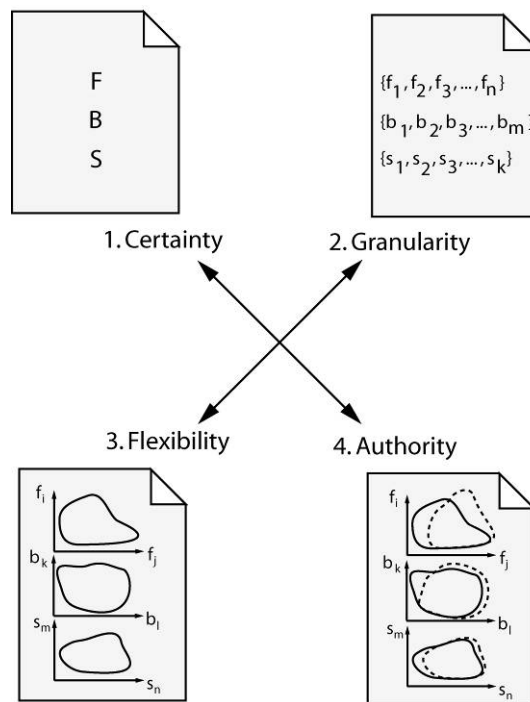 F
B
S
{f₁, f₂, f₃, ..., fₙ}
{b₁, b₂, b₃, ..., bₘ}
{s₁, s₂, s₃, ..., sₖ}
1. Certainty
2. Granularity
3. Flexibility
4. Authority
fᵢ
fⱼ
bₖ
bₗ
sₘ
sₙ
fᵢ
fⱼ
bₖ
bₗ
sₘ
sₙ